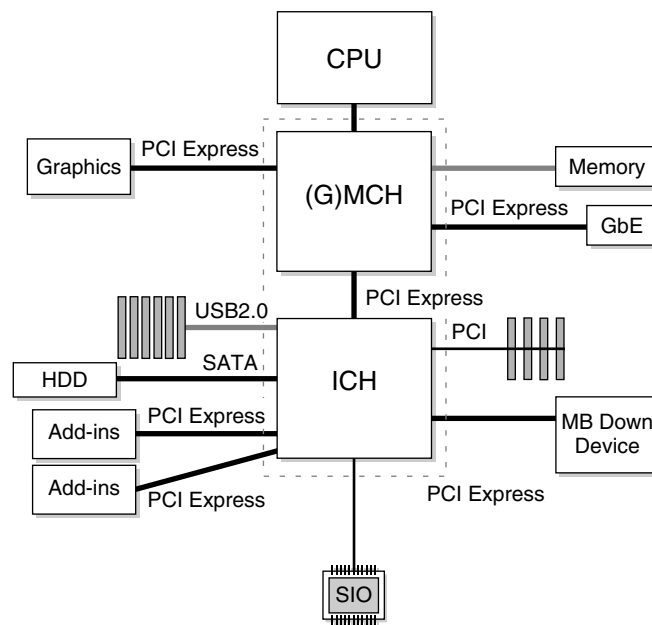 CPU
PCI Express
Graphics
(G)MCH
Memory
PCI Express
GbE
PCI Express
USB2.0
PCI
SATA
HDD
ICH
PCI Express
Add-ins
MB Down
Device
Add-ins
PCI Express
PCI Express
SIO